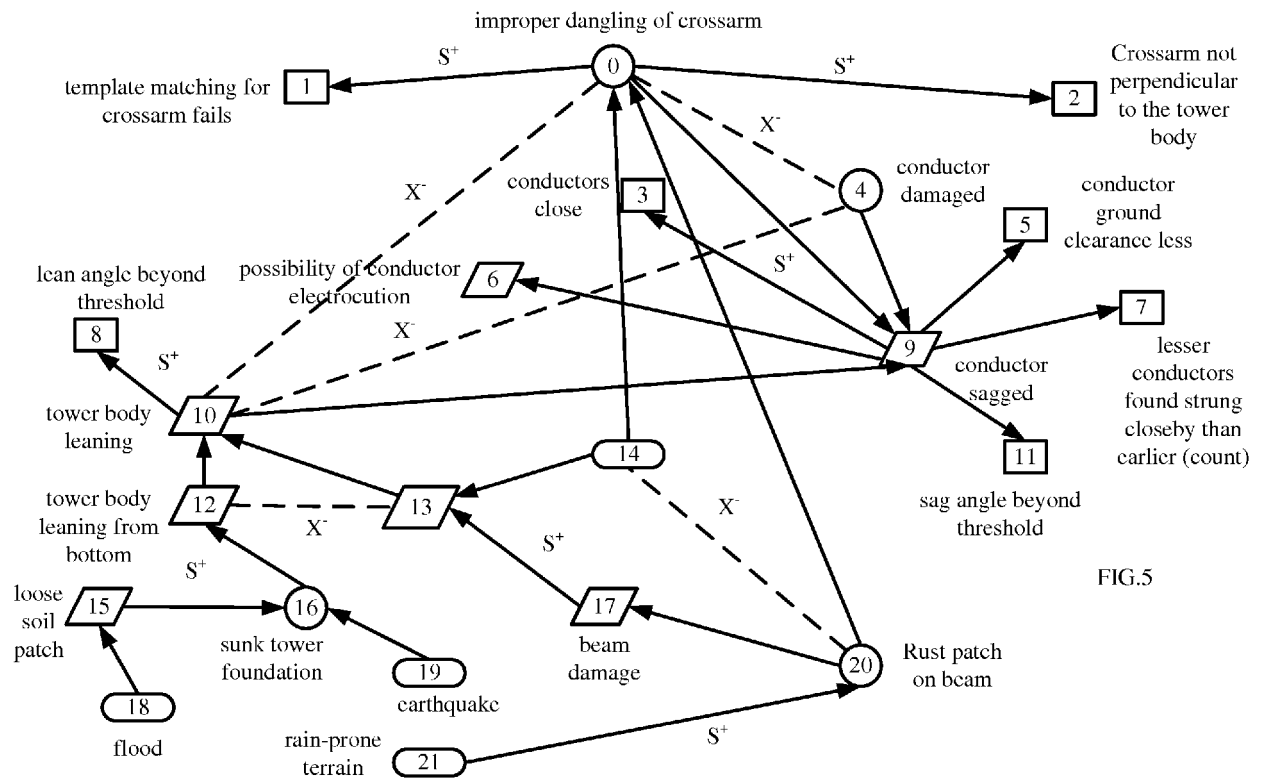 improper dangling of crossarm
S+
S+
0
1
2
template matching for
crossarm fails
Crossarm not
perpendicular
to the tower
body
X-
X-
conductors
close
3
4
conductor
damaged
conductor
ground
clearance less
5
S+
lean angle beyond
threshold
possibility of conductor
electrocution
6
7
8
X-
S+
9
conductor
sagged
lesser
conductors
found strung
closeby than
carlier (count)
tower body
leaning
10
14
11
sag angle beyond
threshold
tower body
leaning from
bottom
12
X-
13
X-
S+
S+
FIG.5
loose
soil
patch
15
16
sunk tower
foundation
17
beam
damage
20
Rust patch
on bcam
19
carthquakc
18
flood
rain-prone
terrain
21
S+